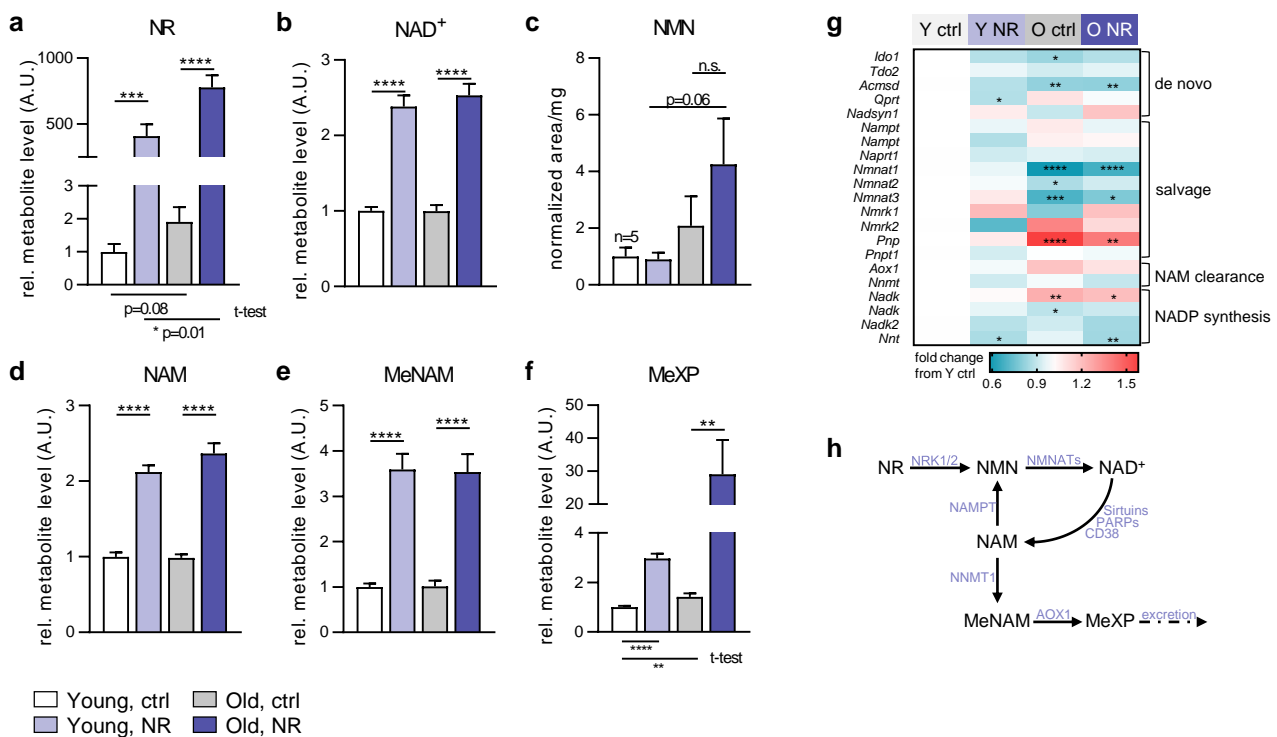 a
NR
rel. metabolite level (A.U.)
1000
500
3
2
1
0
***
****
p=0.08
* p=0.01
t-test
b
NAD+
rel. metabolite level (A.U.)
3
2
1
0
****
****
c
NMN
normalized area/mg
8
6
4
2
0
n.s.
p=0.06
n=5
d
NAM
rel. metabolite level (A.U.)
3
2
1
0
****
****
e
MeNAM
rel. metabolite level (A.U.)
5
4
3
2
1
0
****
****
f
MeXP
rel. metabolite level (A.U.)
50
40
30
20
10
4
2
0
**
****
**
t-test
Young, ctrl
Old, ctrl
Young, NR
Old, NR
g
Y ctrl Y NR O ctrl O NR
Ido1 *
Tdo2
Acmsd ** **
Qprt *
Nadsyn1
Nampt
Nampt
Naprt1
Nmnat1 **** ****
Nmnat2 *
Nmnat3 *** *
Nmrk1
Nmrk2
Pnp **** **
Pnpt1
Aox1
Nnmt
Nadk ** *
Nadk *
Nadk2
Nnt * **
de novo
salvage
NAM clearance
NADP synthesis
fold change
from Y ctrl
0.6 0.9 1.2 1.5
h
NR NRK1/2 NMN NMNATs NAD+
NAMPT
Sirtuins
PARPs
CD38
NAM
NNMT1
MeNAM AOX1 MeXP excretion